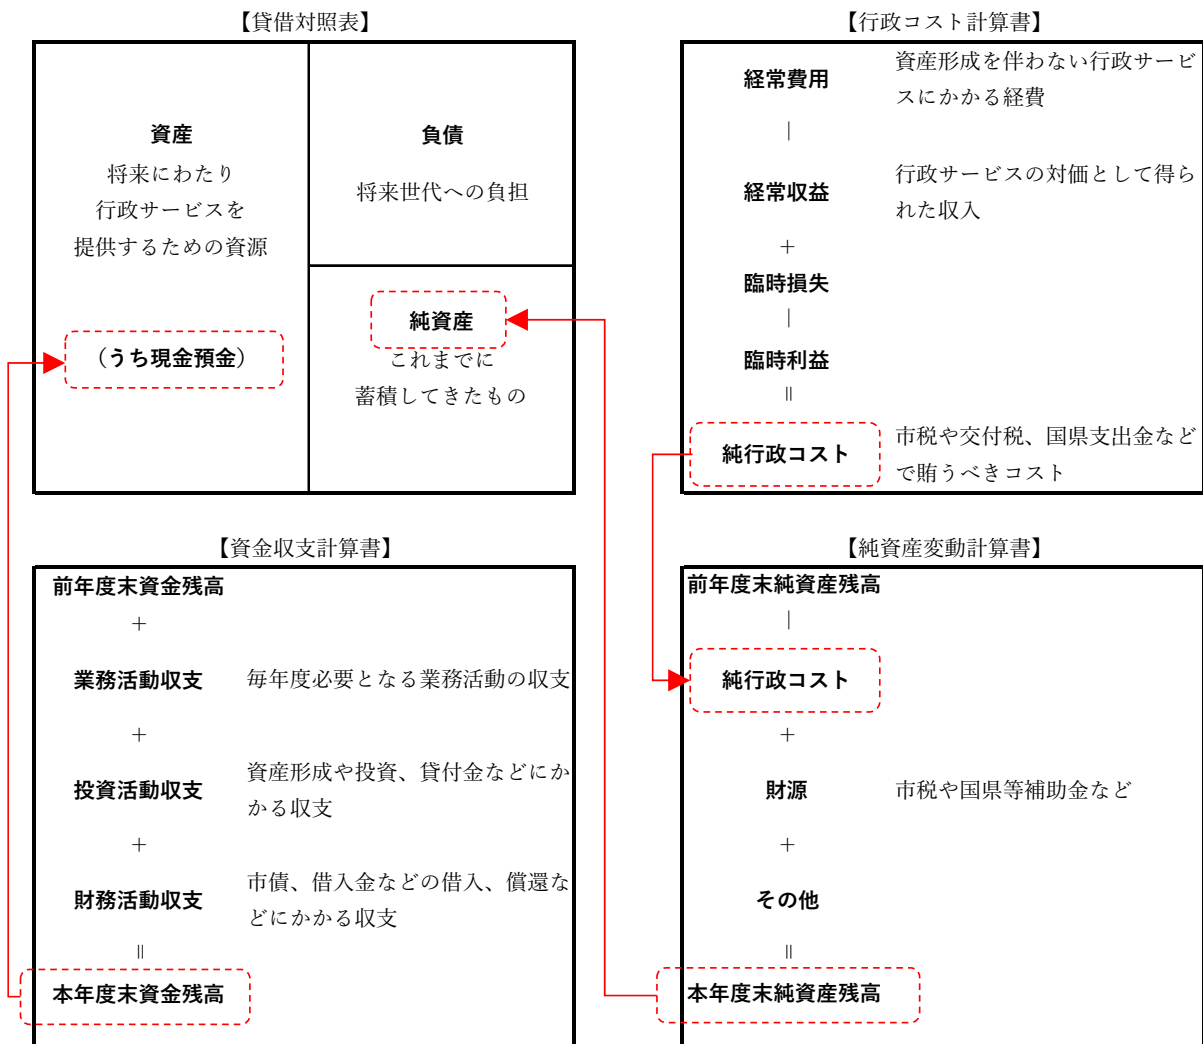 【貸借対照表】
資産
将来にわたり
行政サービスを
提供するための資源
(うち現金預金)
負債
将来世代への負担
純資産
これまでに
蓄積してきたもの
【行政コスト計算書】
経常費用
資産形成を伴わない行政サービ
スにかかる経費
|
経常収益
行政サービスの対価として得ら
れた収入
+
臨時損失
|
臨時利益
॥
純行政コスト
市税や交付税、国県支出金など
で賄うべきコスト
【資金収支計算書】
前年度末資金残高
+
業務活動収支
毎年度必要となる業務活動の収支
+
投資活動収支
資産形成や投資、貸付金などにか
かる収支
+
財務活動収支
市債、借入金などの借入、償還な
どにかかる収支
॥
本年度末資金残高
【純資産変動計算書】
前年度末純資産残高
|
純行政コスト
+
財源
市税や国県等補助金など
+
その他
॥
本年度末純資産残高